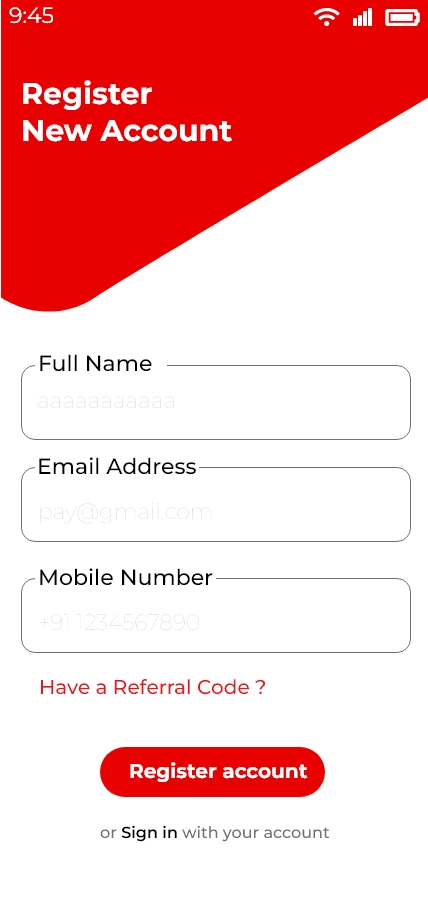 9:45
Register
New Account
Full Name
aaaaaaaaaaa
Email Address
pay@gmail.com
Mobile Number
+91 1234567890
Have a Referral Code ?
Register account
or Sign in with your account